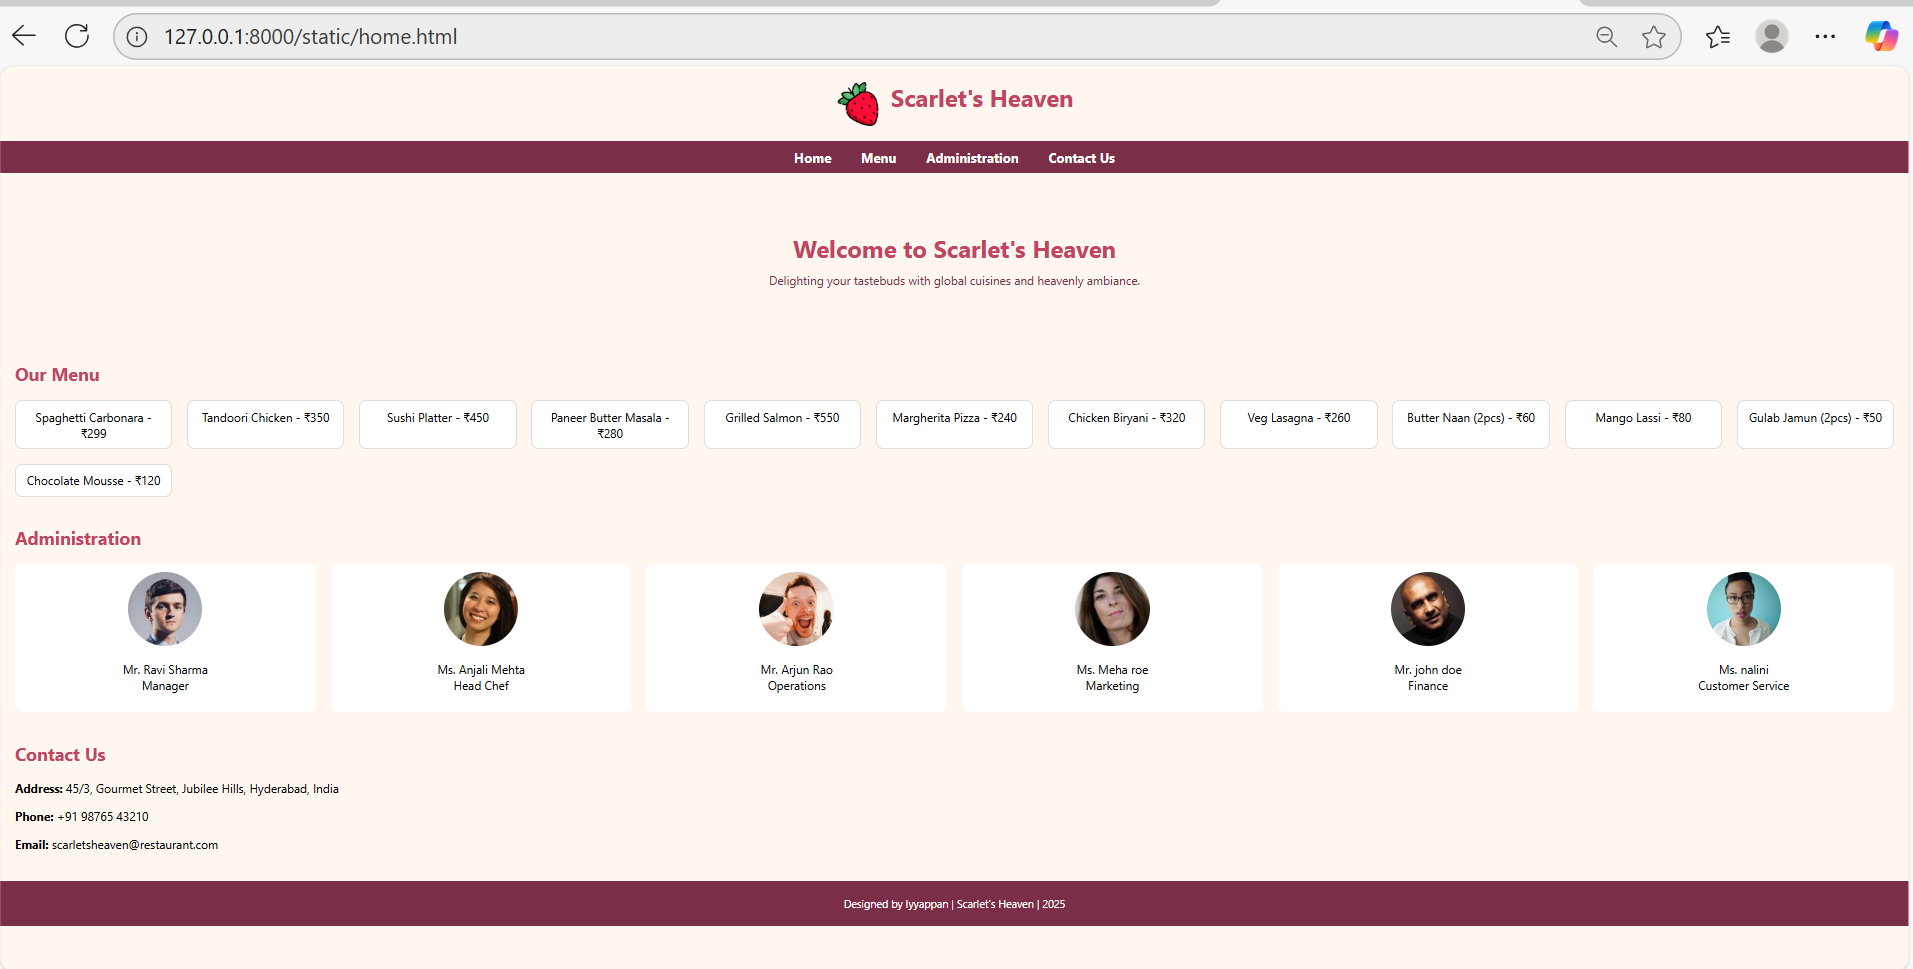 127.0.0.1:8000/static/home.html
Scarlet's Heaven
Home Menu Administration Contact Us
Welcome to Scarlet's Heaven
Delighting your tastebuds with global cuisines and heavenly ambiance.
Our Menu
Spaghetti Carbonara -
₹299
Tandoori Chicken - ₹350
Sushi Platter - ₹450
Paneer Butter Masala -
₹280
Grilled Salmon - ₹550
Margherita Pizza - ₹240
Chicken Biryani - ₹320
Veg Lasagna - ₹260
Butter Naan (2pcs) - ₹60
Mango Lassi - ₹80
Gulab Jamun (2pcs) - ₹50
Chocolate Mousse - ₹120
Administration
Mr. Ravi Sharma
Manager
Ms. Anjali Mehta
Head Chef
Mr. Arjun Rao
Operations
Ms. Meha roe
Marketing
Mr. john doe
Finance
Ms. nalini
Customer Service
Contact Us
Address: 45/3, Gourmet Street, Jubilee Hills, Hyderabad, India
Phone: +91 98765 43210
Email: scarletsheaven@restaurant.com
Designed by Iyyappan | Scarlet's Heaven | 2025